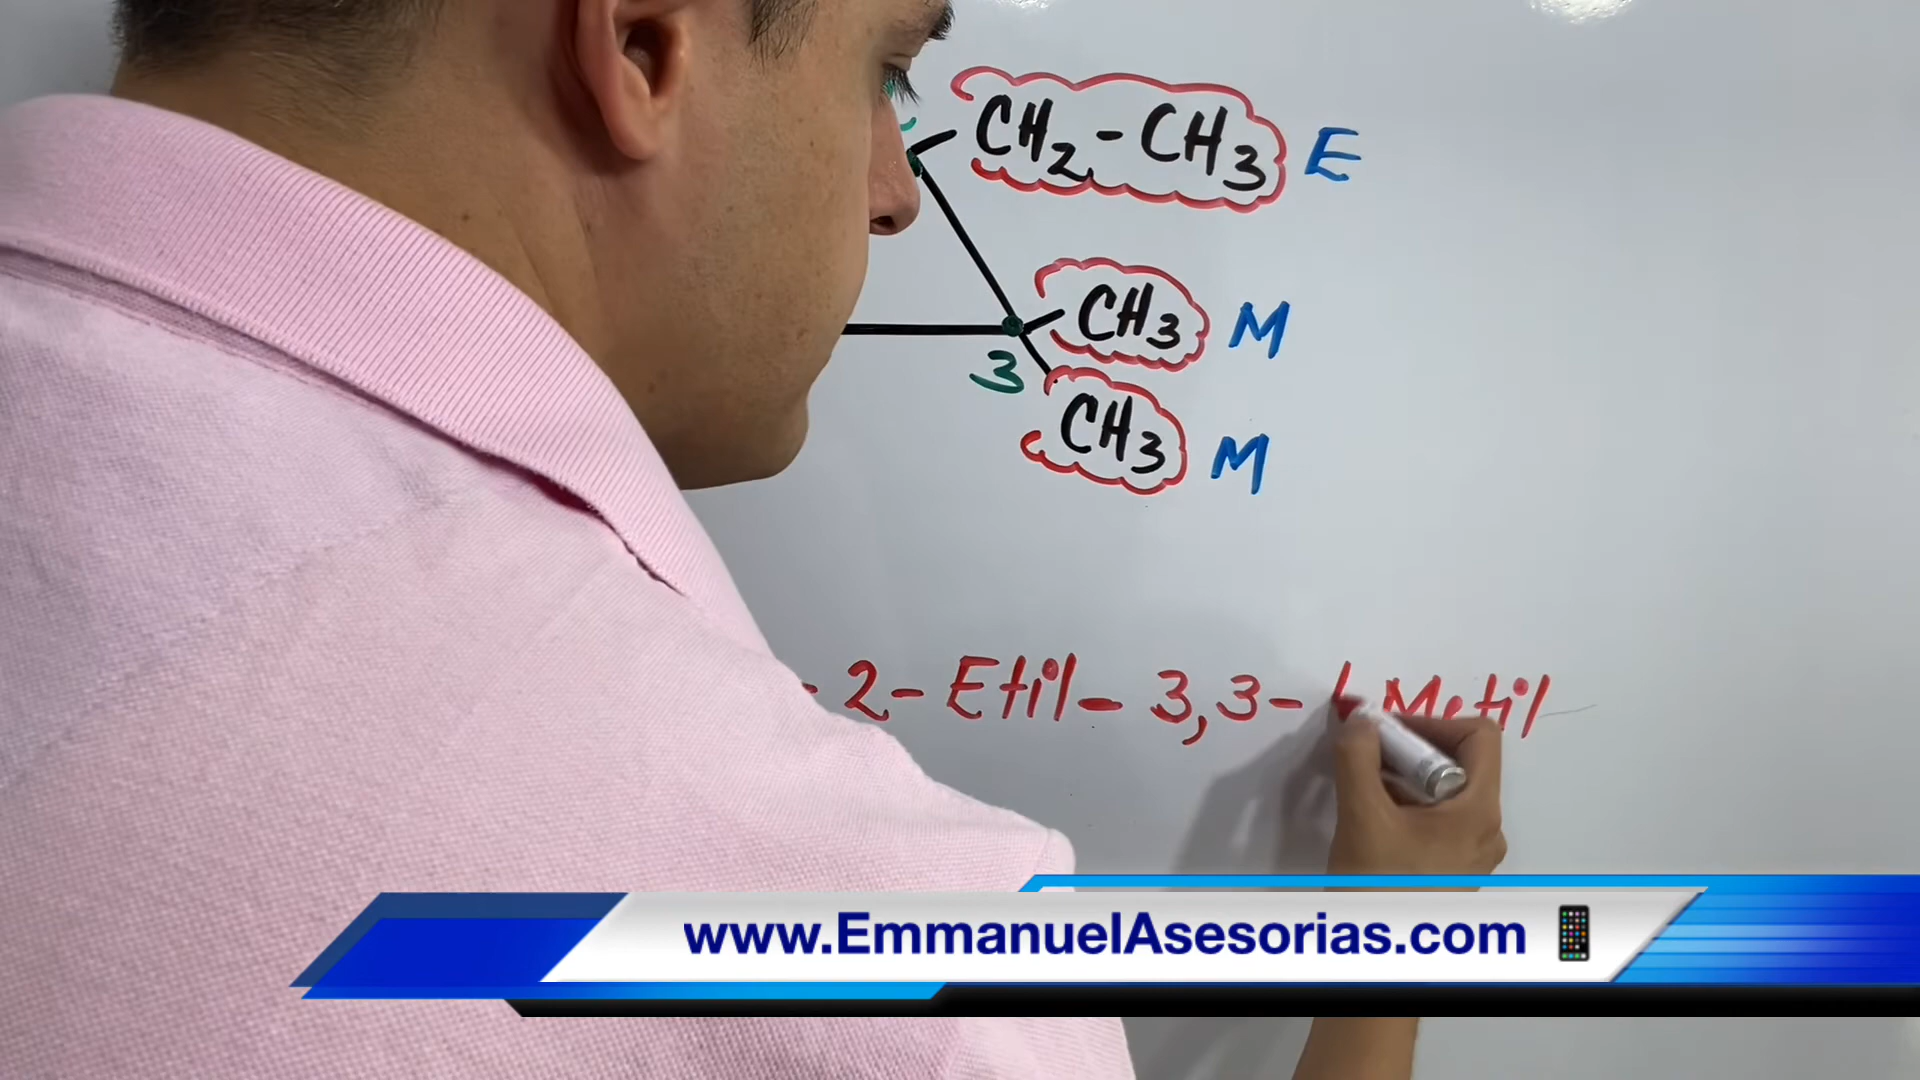 CH2-CH3 E
CH3 M
3
CH3 M
- 2- Etil- 3,3- Metil
www.EmmanuelAsesorias.com